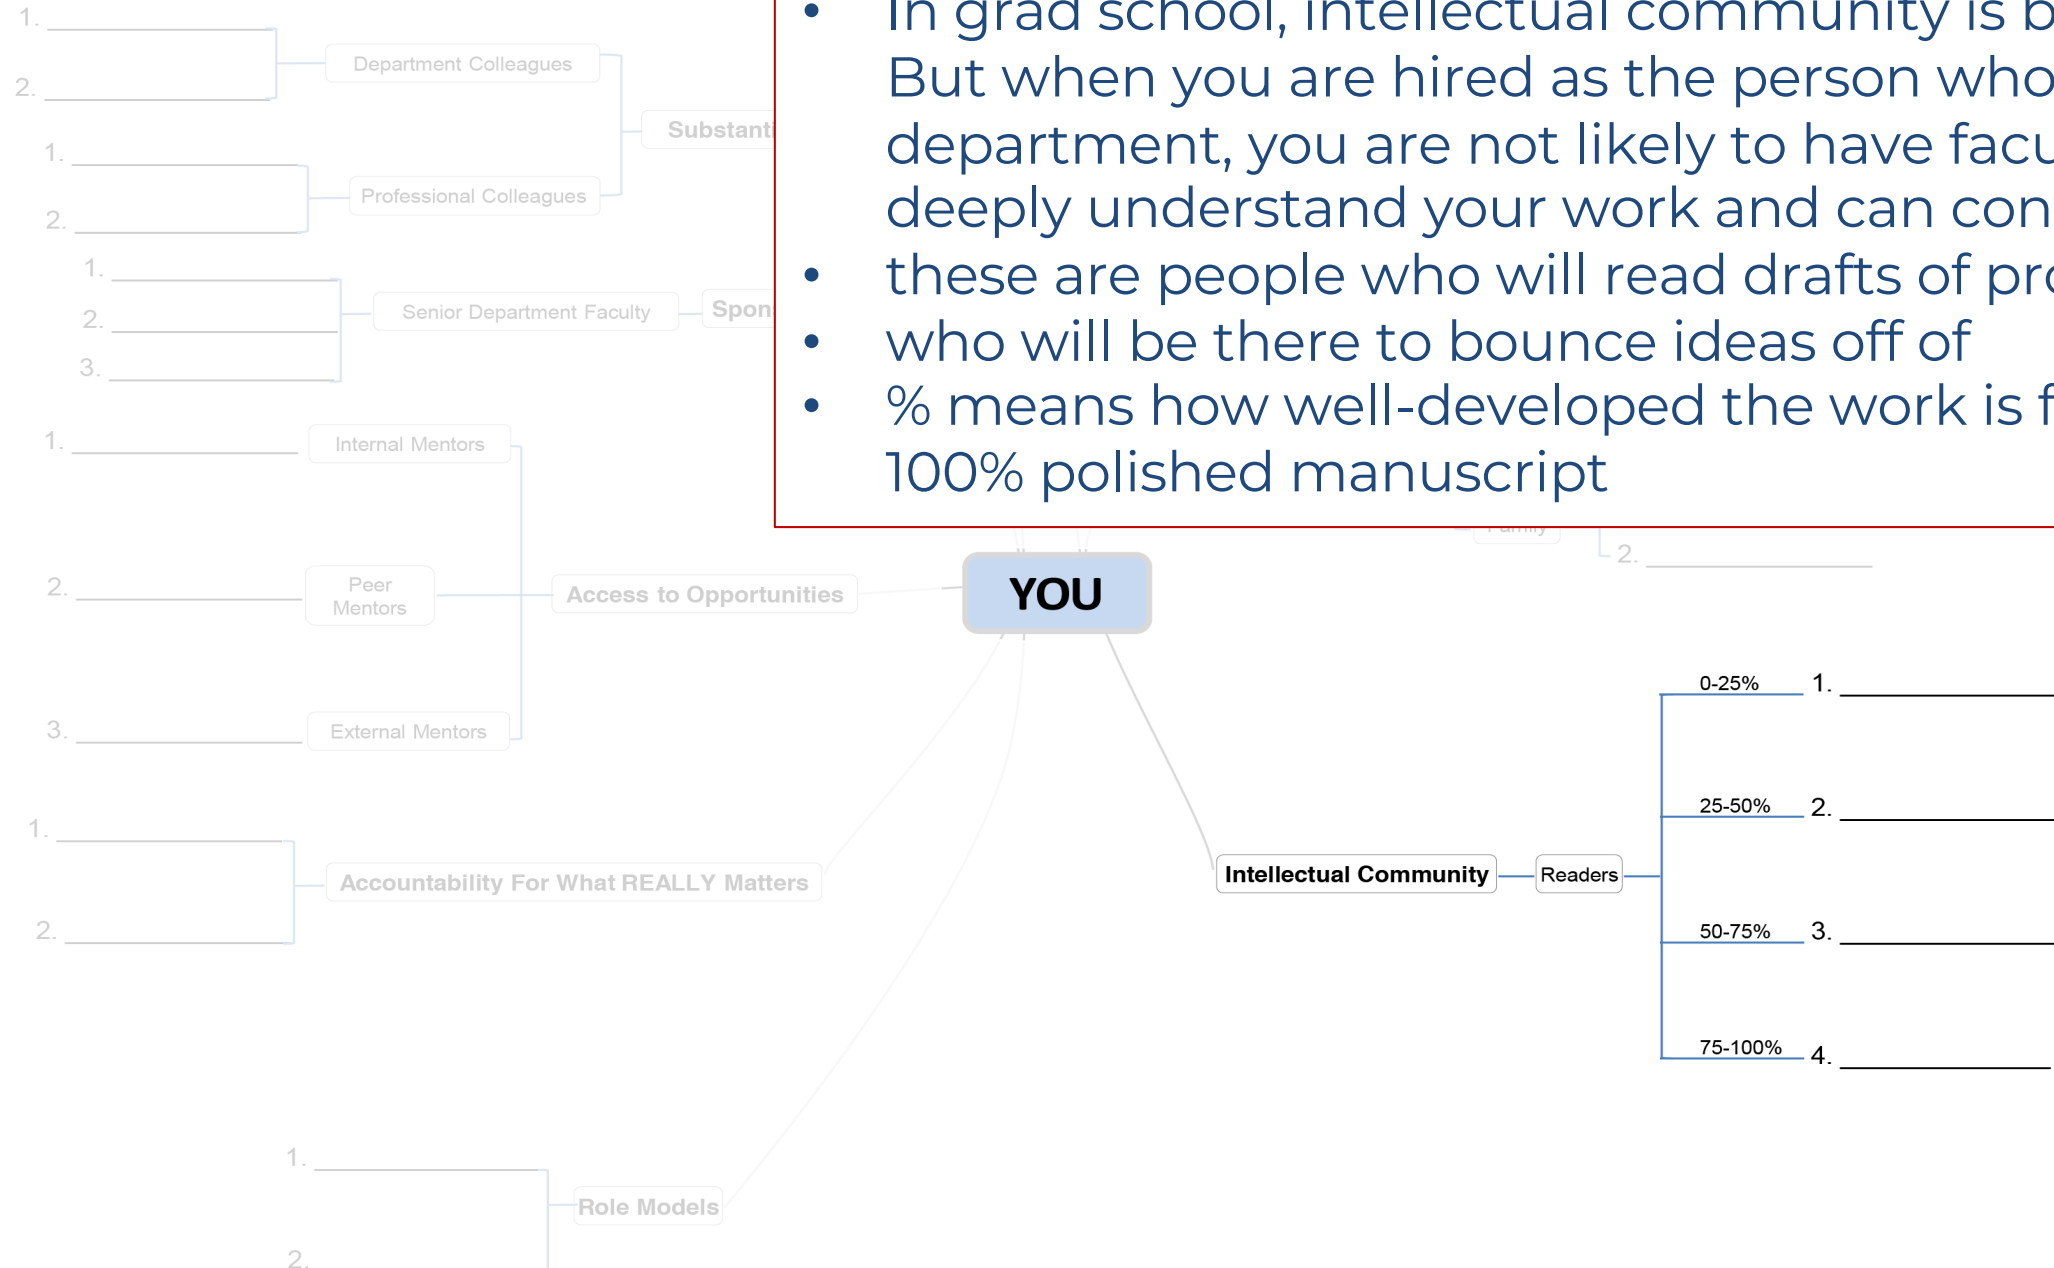 In grad school, intellectual community is b
But when you are hired as the person who
department, you are not likely to have facu
deeply understand your work and can con
these are people who will read drafts of pro
who will be there to bounce ideas off of
% means how well-developed the work is f
100% polished manuscript
1.
2.
Department Colleagues
Substanti
1.
2.
Professional Colleagues
1.
2.
3.
Senior Department Faculty
Spons
1.
Internal Mentors
2.
Peer
Mentors
3.
External Mentors
Access to Opportunities
YOU
Family
2.
1.
2.
Accountability For What REALLY Matters
Intellectual Community
Readers
0-25% 1.
25-50% 2.
50-75% 3.
75-100% 4.
1.
2.
Role Models